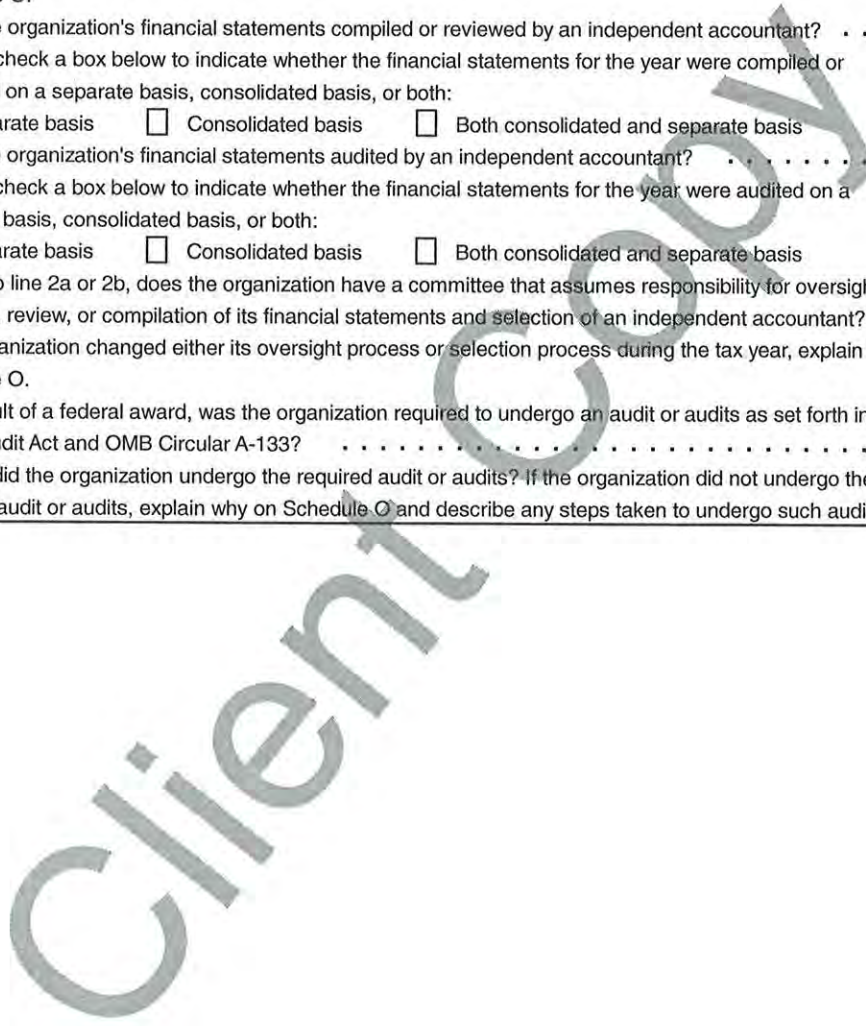 organization's financial statements compiled or reviewed by an independent accountant? . .
check a box below to indicate whether the financial statements for the year were compiled or
on a separate basis, consolidated basis, or both:
arate basis ☐ Consolidated basis ☐ Both consolidated and separate basis
organization's financial statements audited by an independent accountant? . . . . . . .
check a box below to indicate whether the financial statements for the year were audited on a
basis, consolidated basis, or both:
arate basis ☐ Consolidated basis ☐ Both consolidated and separate basis
o line 2a or 2b, does the organization have a committee that assumes responsibility for oversigh
review, or compilation of its financial statements and selection of an independent accountant?
anization changed either its oversight process or selection process during the tax year, explain
O.
ult of a federal award, was the organization required to undergo an audit or audits as set forth in
udit Act and OMB Circular A-133? . . . . . . . . . . . . . . . . . . . . . . . . . . . .
did the organization undergo the required audit or audits? If the organization did not undergo the
audit or audits, explain why on Schedule O and describe any steps taken to undergo such audi
Client Copy